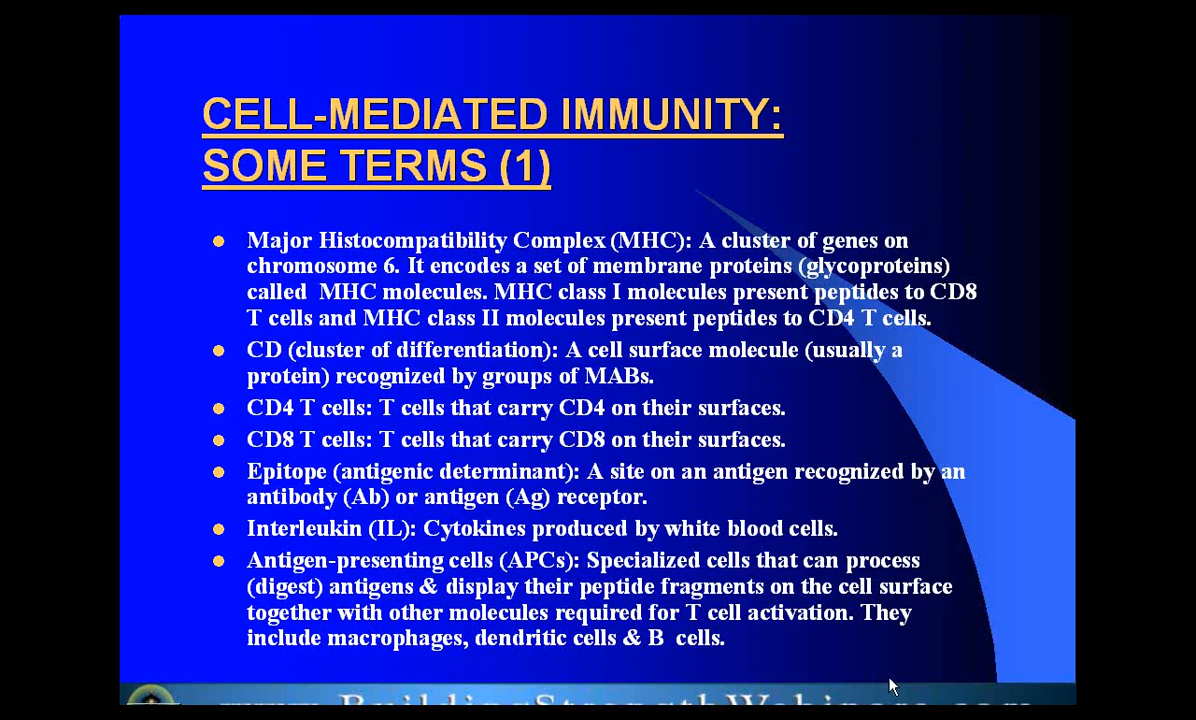 CELL-MEDIATED IMMUNITY:
SOME TERMS (1)
Major Histocompatibility Complex (MHC): A cluster of genes on
chromosome 6. It encodes a set of membrane proteins (glycoproteins)
called MHC molecules. MHC class I molecules present peptides to CD8
T cells and MHC class II molecules present peptides to CD4 T cells.
CD (cluster of differentiation): A cell surface molecule (usually a
protein) recognized by groups of MABs.
CD4 T cells: T cells that carry CD4 on their surfaces.
CD8 T cells: T cells that carry CD8 on their surfaces.
Epitope (antigenic determinant): A site on an antigen recognized by an
antibody (Ab) or antigen (Ag) receptor.
Interleukin (IL): Cytokines produced by white blood cells.
Antigen-presenting cells (APCs): Specialized cells that can process
(digest) antigens & display their peptide fragments on the cell surface
together with other molecules required for T cell activation. They
include macrophages, dendritic cells & B cells.
www.BuildingStrengthWebinars.com